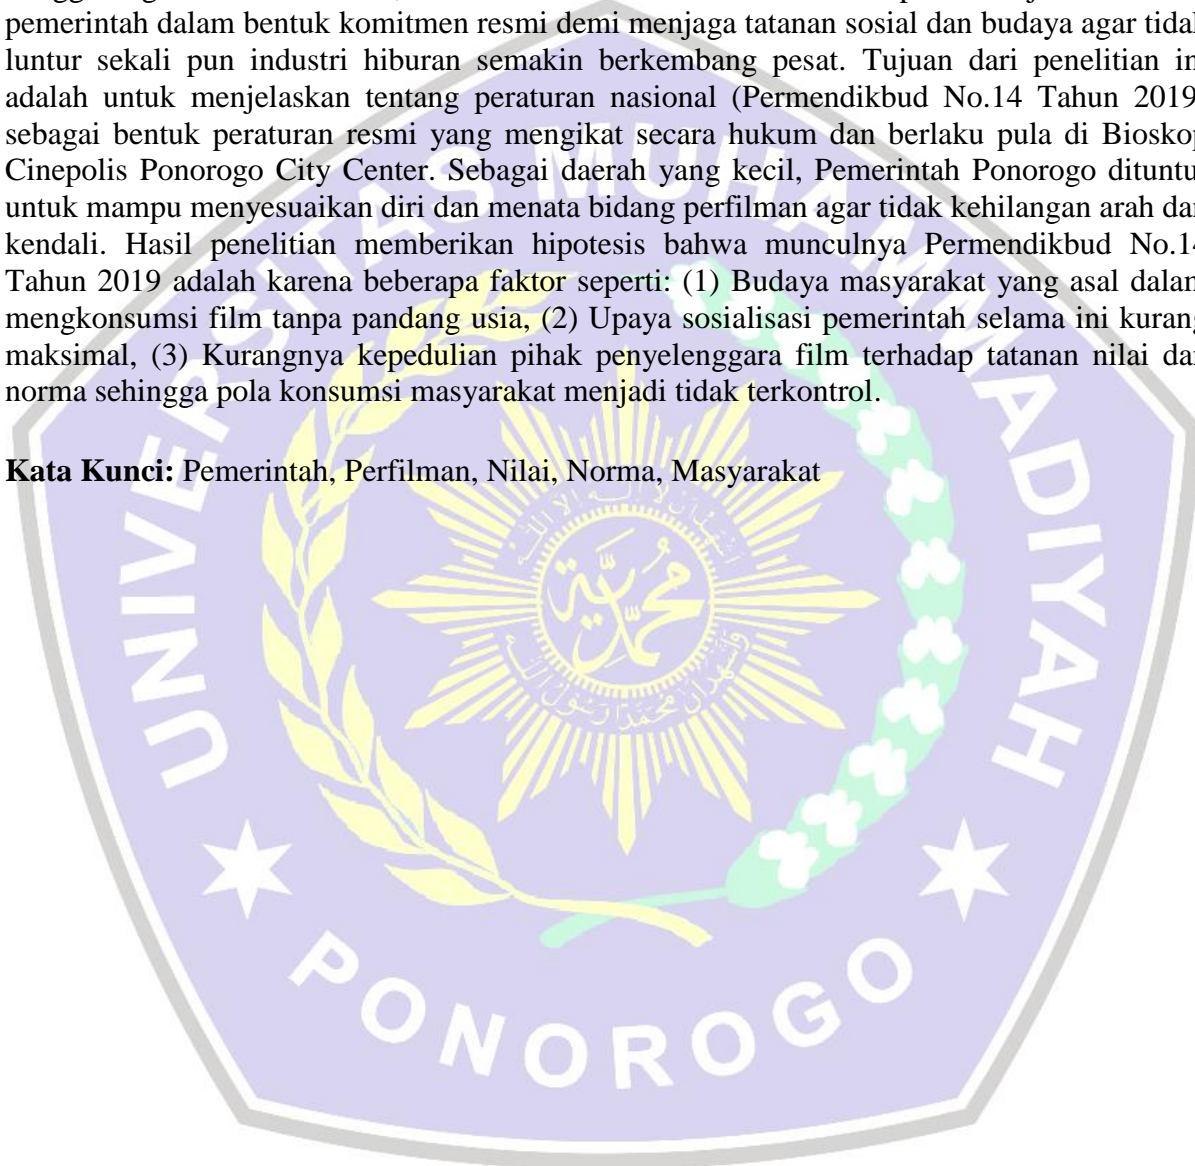 pemerintah dalam bentuk komitmen resmi demi menjaga tatanan sosial dan budaya agar tidak
luntur sekali pun industri hiburan semakin berkembang pesat. Tujuan dari penelitian in
adalah untuk menjelaskan tentang peraturan nasional (Permendikbud No.14 Tahun 2019
sebagai bentuk peraturan resmi yang mengikat secara hukum dan berlaku pula di Bioskop
Cinepolis Ponorogo City Center. Sebagai daerah yang kecil, Pemerintah Ponorogo dituntu
untuk mampu menyesuaikan diri dan menata bidang perfilman agar tidak kehilangan arah dan
kendali. Hasil penelitian memberikan hipotesis bahwa munculnya Permendikbud No.14
Tahun 2019 adalah karena beberapa faktor seperti: (1) Budaya masyarakat yang asal dalam
mengkonsumsi film tanpa pandang usia, (2) Upaya sosialisasi pemerintah selama ini kurang
maksimal, (3) Kurangnya kepedulian pihak penyelenggara film terhadap tatanan nilai dan
norma sehingga pola konsumsi masyarakat menjadi tidak terkontrol.
Kata Kunci: Pemerintah, Perfilman, Nilai, Norma, Masyarakat
UNIVERSITAS MUHAMMADIYAH
PONOROGO